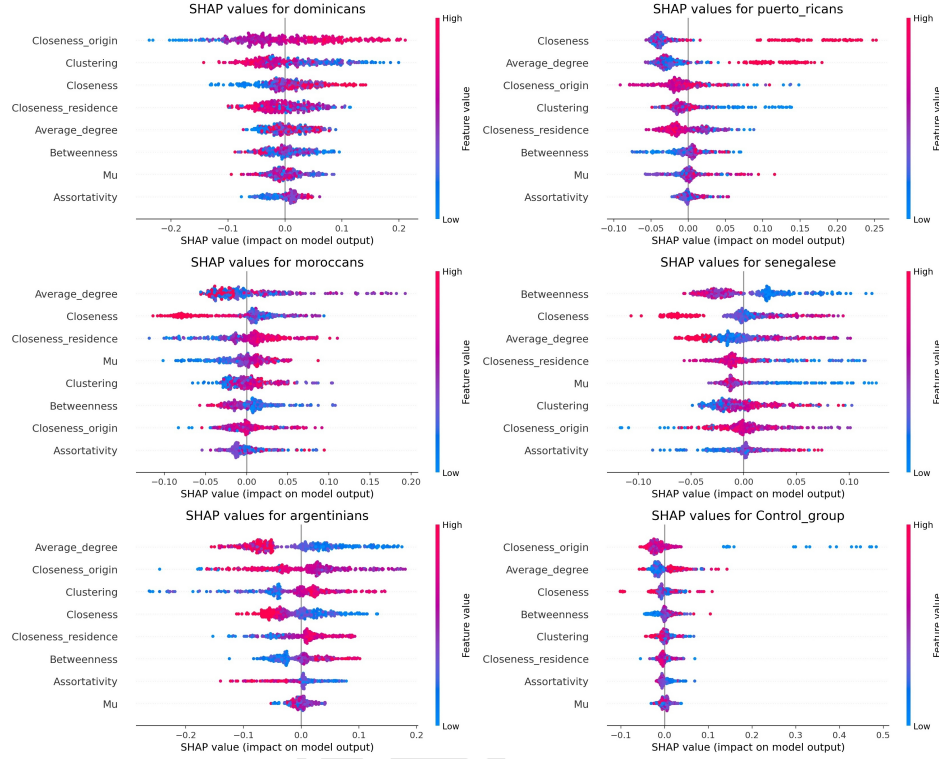 SHAP values for dominicans
Closeness_origin
Clustering
Closeness
Closeness_residence
Average_degree
Betweenness
Mu
Assortativity
−0.2 −0.1 0.0 0.1 0.2
SHAP value (impact on model output)
High
Feature value
Low
SHAP values for puerto_ricans
Closeness
Average_degree
Closeness_origin
Clustering
Closeness_residence
Betweenness
Mu
Assortativity
−0.10 −0.05 0.00 0.05 0.10 0.15 0.20 0.25
SHAP value (impact on model output)
High
Feature value
Low
SHAP values for moroccans
Average_degree
Closeness
Closeness_residence
Mu
Clustering
Betweenness
Closeness_origin
Assortativity
−0.10 −0.05 0.00 0.05 0.10 0.15 0.20
SHAP value (impact on model output)
High
Feature value
Low
SHAP values for senegalese
Betweenness
Closeness
Average_degree
Closeness_residence
Mu
Clustering
Closeness_origin
Assortativity
−0.10 −0.05 0.00 0.05 0.10
SHAP value (impact on model output)
High
Feature value
Low
SHAP values for argentinians
Average_degree
Closeness_origin
Clustering
Closeness
Closeness_residence
Betweenness
Assortativity
Mu
−0.2 −0.1 0.0 0.1 0.2
SHAP value (impact on model output)
High
Feature value
Low
SHAP values for Control_group
Closeness_origin
Average_degree
Closeness
Betweenness
Clustering
Closeness_residence
Assortativity
Mu
−0.1 0.0 0.1 0.2 0.3 0.4 0.5
SHAP value (impact on model output)
High
Feature value
Low